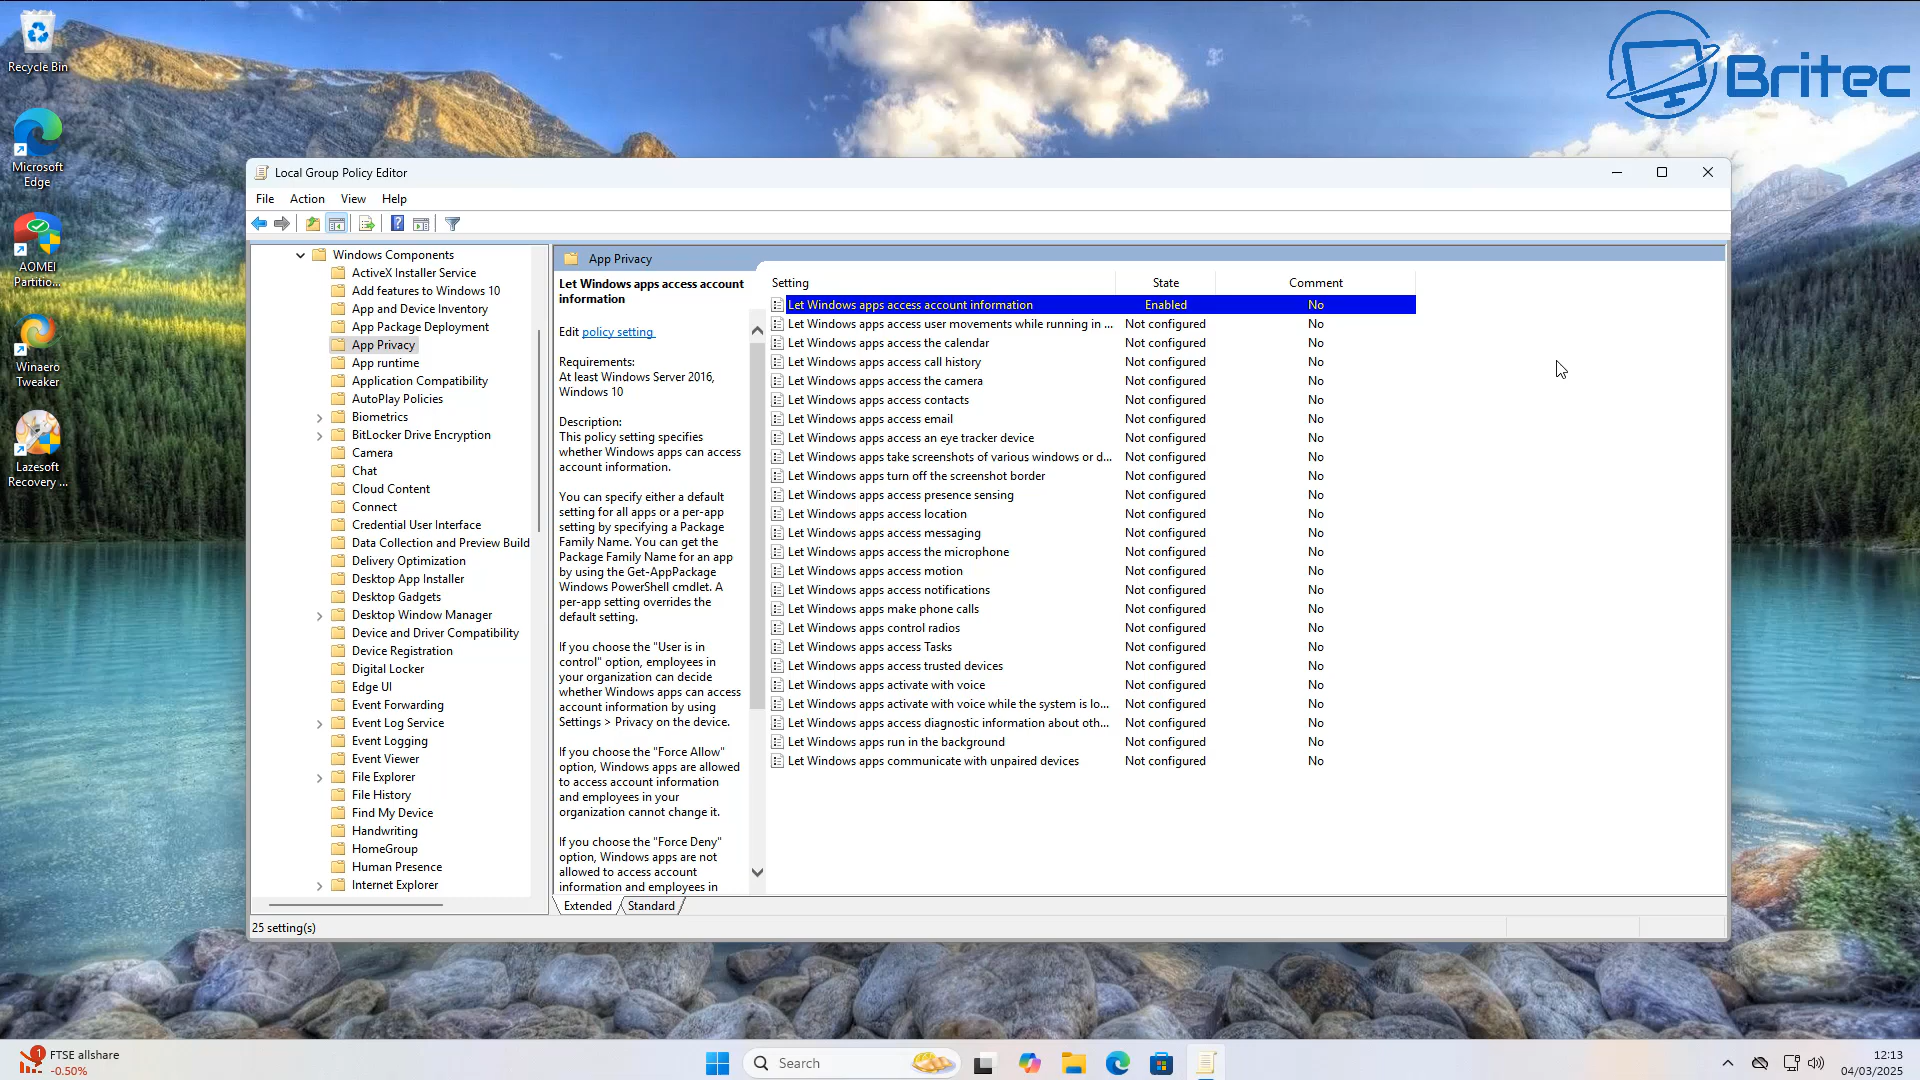 Recycle Bin
Microsoft
Edge
AOMEI
Partitio...
Winaero
Tweaker
Lazesoft
Recovery ...
Britec
Local Group Policy Editor
File Action View Help
Windows Components
ActiveX Installer Service
Add features to Windows 10
App and Device Inventory
App Package Deployment
App Privacy
App runtime
Application Compatibility
AutoPlay Policies
Biometrics
BitLocker Drive Encryption
Camera
Chat
Cloud Content
Connect
Credential User Interface
Data Collection and Preview Build
Delivery Optimization
Desktop App Installer
Desktop Gadgets
Desktop Window Manager
Device and Driver Compatibility
Device Registration
Digital Locker
Edge UI
Event Forwarding
Event Log Service
Event Logging
Event Viewer
File Explorer
File History
Find My Device
Handwriting
HomeGroup
Human Presence
Internet Explorer
App Privacy
Let Windows apps access account
information
Edit policy setting
Requirements:
At least Windows Server 2016,
Windows 10
Description:
This policy setting specifies
whether Windows apps can access
account information.
You can specify either a default
setting for all apps or a per-app
setting by specifying a Package
Family Name. You can get the
Package Family Name for an app
by using the Get-AppPackage
Windows PowerShell cmdlet. A
per-app setting overrides the
default setting.
If you choose the "User is in
control" option, employees in
your organization can decide
whether Windows apps can access
account information by using
Settings > Privacy on the device.
If you choose the "Force Allow"
option, Windows apps are allowed
to access account information
and employees in your
organization cannot change it.
If you choose the "Force Deny"
option, Windows apps are not
allowed to access account
information and employees in
Setting State Comment
Let Windows apps access account information Enabled No
Let Windows apps access user movements while running in ... Not configured No
Let Windows apps access the calendar Not configured No
Let Windows apps access call history Not configured No
Let Windows apps access the camera Not configured No
Let Windows apps access contacts Not configured No
Let Windows apps access email Not configured No
Let Windows apps access an eye tracker device Not configured No
Let Windows apps take screenshots of various windows or d... Not configured No
Let Windows apps turn off the screenshot border Not configured No
Let Windows apps access presence sensing Not configured No
Let Windows apps access location Not configured No
Let Windows apps access messaging Not configured No
Let Windows apps access the microphone Not configured No
Let Windows apps access motion Not configured No
Let Windows apps access notifications Not configured No
Let Windows apps make phone calls Not configured No
Let Windows apps control radios Not configured No
Let Windows apps access Tasks Not configured No
Let Windows apps access trusted devices Not configured No
Let Windows apps activate with voice Not configured No
Let Windows apps activate with voice while the system is lo... Not configured No
Let Windows apps access diagnostic information about oth... Not configured No
Let Windows apps run in the background Not configured No
Let Windows apps communicate with unpaired devices Not configured No
Extended Standard
25 setting(s)
1
FTSE allshare
-0.50%
Search
12:13
04/03/2025